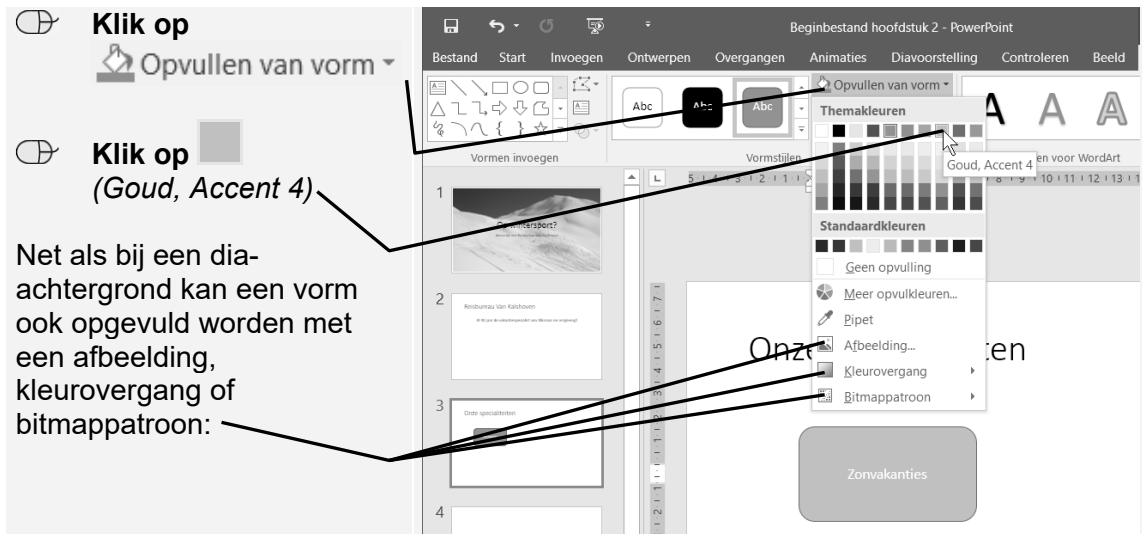 Klik op
Opvullen van vorm
Klik op
(Goud, Accent 4)
Net als bij een dia-
achtergrond kan een vorm
ook opgevuld worden met
een afbeelding,
kleurovergang of
bitmappatroon:
Beginbestand hoofdstuk 2 - PowerPoint
Bestand Start Invoegen Ontwerpen Overgangen Animaties Diavoorstelling Controleren Beeld
Opvullen van vorm
Abc Abc Abc
A A A
Themakleuren
Vormen invoegen Vormstijlen en voor WordArt
Goud, Accent 4
Standaardkleuren
Geen opvulling
Meer opvulkleuren...
Pipet
Afbeelding...
Kleurovergang
Bitmappatroon
1
Op wintersport?
2
Reisbureau Van Kalshoven
3
Onze specialiteiten
4
Onze ten
Zonvakanties